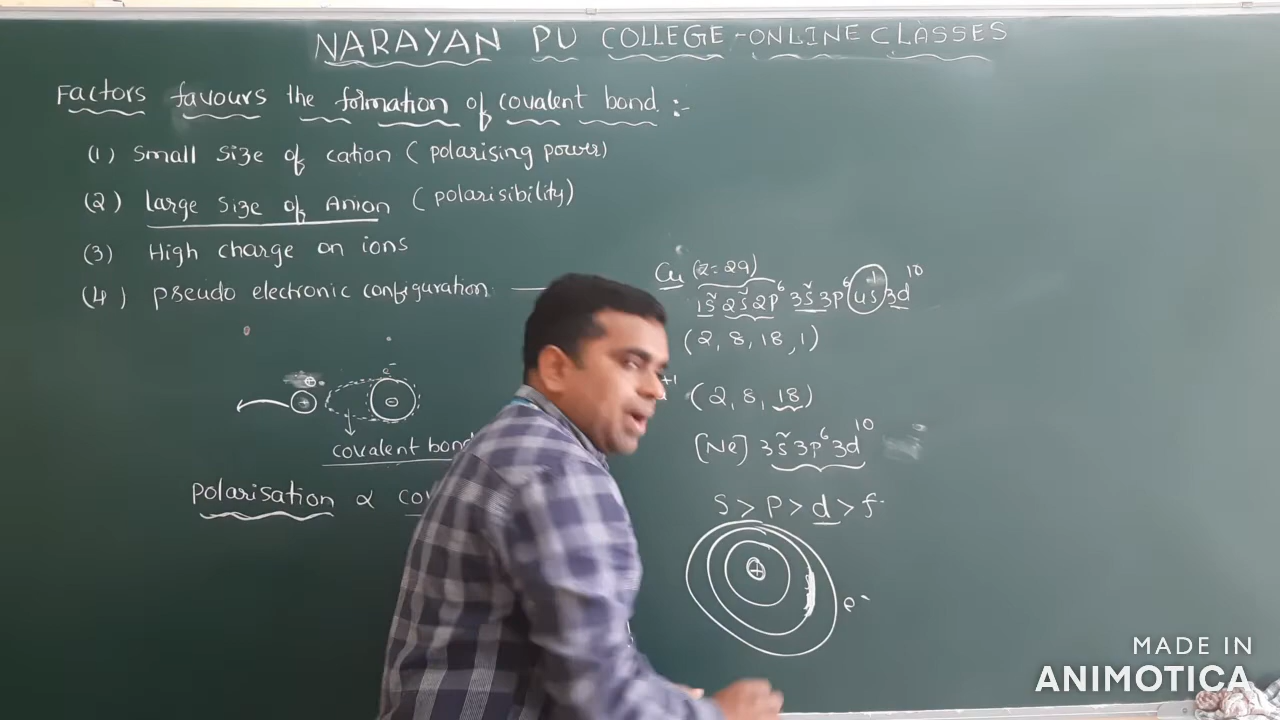 NARAYAN PU COLLEGE-ONLINE CLASSES
Factors favours the formation of covalent bond :-
(1) Small size of cation (polarising power)
(2) Large size of Anion (polarisibility)
(3) High charge on ions
(4) pseudo electronic configuration
Cu (z=29)
1s² 2s² 2p⁶ 3s² 3p⁶ 4s¹ 3d¹⁰
(2, 8, 18, 1)
+1 (2, 8, 18)
[Ne] 3s² 3p⁶ 3d¹⁰
S > P > d > f
+
e⁻
⊕
+
e⁻
-
covalent bond
polarisation ∝
MADE IN
ANIMOTICA